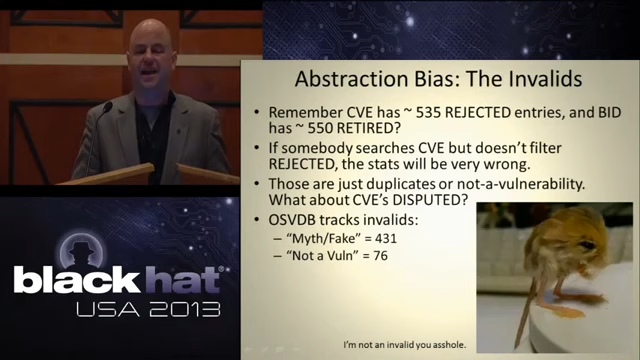 Abstraction Bias: The Invalids
• Remember CVE has ~ 535 REJECTED entries, and BID
has ~ 550 RETIRED?
• If somebody searches CVE but doesn't filter
REJECTED, the stats will be very wrong.
• Those are just duplicates or not-a-vulnerability.
What about CVE's DISPUTED?
• OSVDB tracks invalids:
– "Myth/Fake" = 431
– "Not a Vuln" = 76
I'm not an invalid you asshole.
black hat®
USA 2013